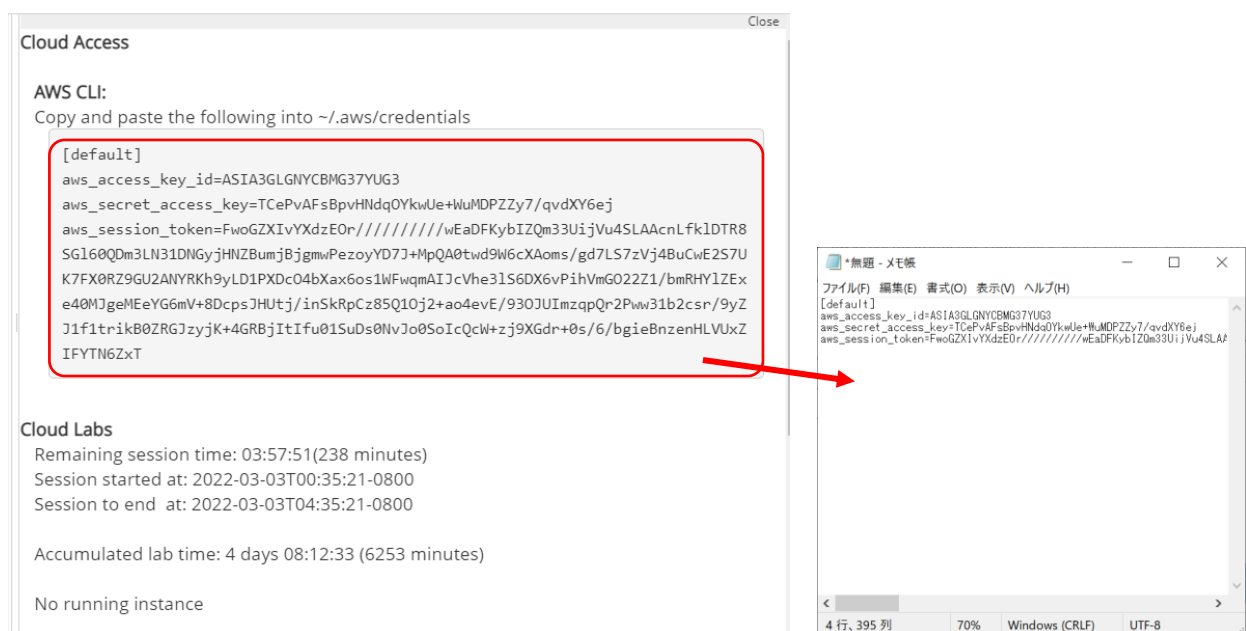 Close
Cloud Access
AWS CLI:
Copy and paste the following into ~/.aws/credentials
[default]
aws_access_key_id=ASIA3GLGNYCBMG37YUG3
aws_secret_access_key=TCePvAFsBpvHNdqOYkwUe+WuMDPZZy7/qvdXY6ej
aws_session_token=FwoGZXIvYXdzEOr//////////wEaDFKybIZQm33UijVu4SLAAcnLfklDTR8
SGl60QDm3LN31DNGyjHNZBumjBjgmwPezoyYD7J+MpQA0twd9W6cXAoms/gd7LS7zVj4BuCwE2S7U
K7FX0RZ9GU2ANYRKh9yLD1PXDcO4bXax6os1WFwqmAIJcVhe3lS6DX6vPihVmGO22Z1/bmRHYlZEx
e40MJgeMEeYG6mV+8DcpsJHUtj/inSkRpCz85Q1Oj2+ao4evE/93OJUImzqpQr2Pww31b2csr/9yZ
J1f1trikB0ZRGJzyjK+4GRBjItIfu01SuDs0NvJo0SoIcQcW+zj9XGdr+0s/6/bgieBnzenHLVUxZ
IFYTN6ZxT
Cloud Labs
Remaining session time: 03:57:51(238 minutes)
Session started at: 2022-03-03T00:35:21-0800
Session to end at: 2022-03-03T04:35:21-0800
Accumulated lab time: 4 days 08:12:33 (6253 minutes)
No running instance
*無題 - メモ帳
ファイル(F) 編集(E) 書式(O) 表示(V) ヘルプ(H)
[default]
aws_access_key_id=ASIA3GLGNYCBMG37YUG3
aws_secret_access_key=TCePvAFsBpvHNdqOYkwUe+WuMDPZZy7/qvdXY6ej
aws_session_token=FwoGZXIvYXdzEOr//////////wEaDFKybIZQm33UijVu4SLAA
4 行、395 列 70% Windows (CRLF) UTF-8